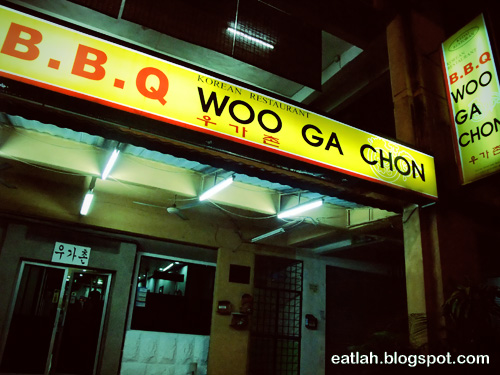 B.B.Q
KOREAN RESTAURANT
WOO GA CHON
우가촌
B.B.Q
WOO
GA
CHON
우가촌
우가촌
eatlah.blogspot.com